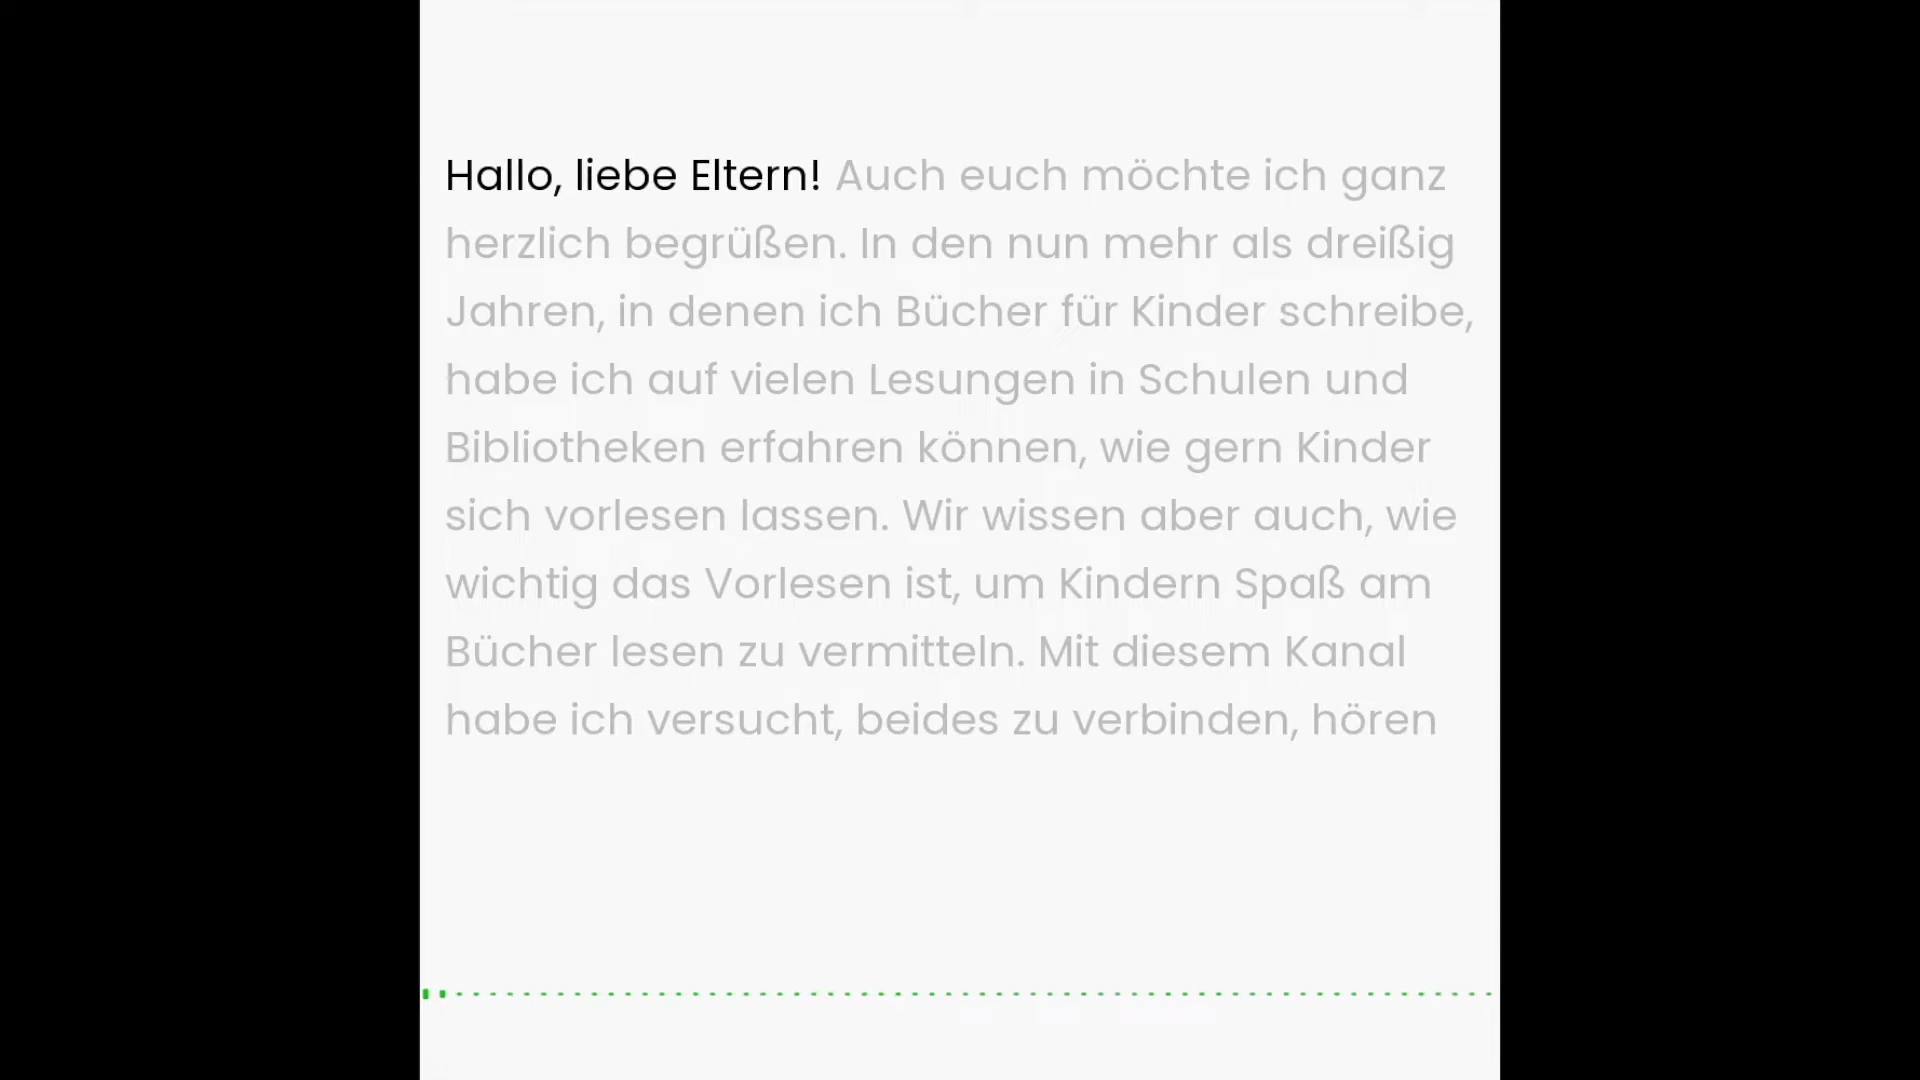 Hallo, liebe Eltern! Auch euch möchte ich ganz
herzlich begrüßen. In den nun mehr als dreißig
Jahren, in denen ich Bücher für Kinder schreibe,
habe ich auf vielen Lesungen in Schulen und
Bibliotheken erfahren können, wie gern Kinder
sich vorlesen lassen. Wir wissen aber auch, wie
wichtig das Vorlesen ist, um Kindern Spaß am
Bücher lesen zu vermitteln. Mit diesem Kanal
habe ich versucht, beides zu verbinden, hören